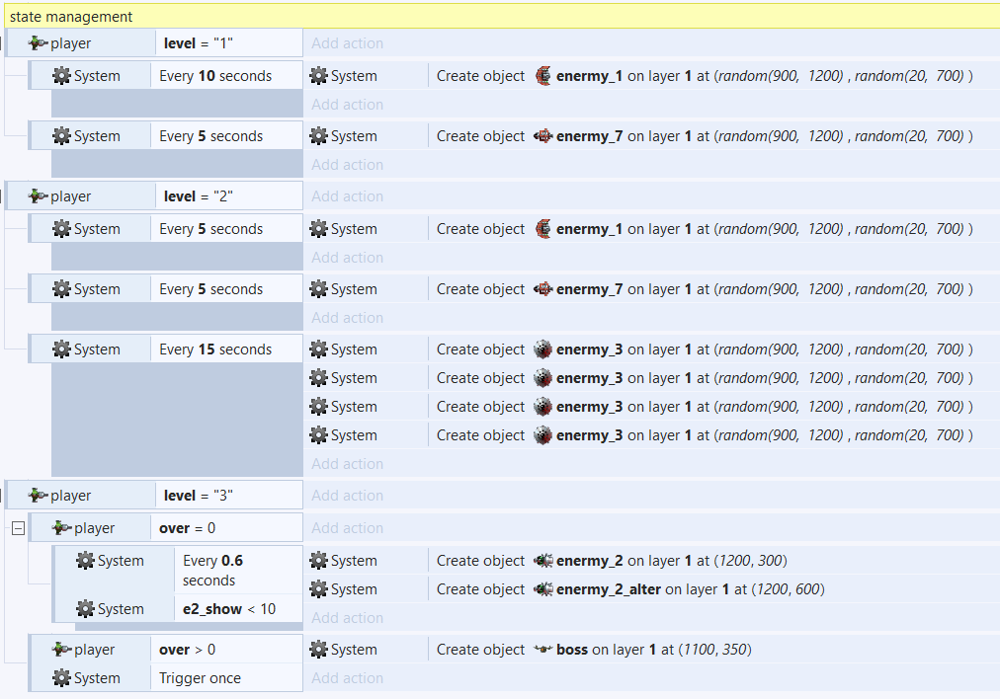 state management
player level = "1" Add action
System Every 10 seconds System Create object enermy_1 on layer 1 at (random(900, 1200) , random(20, 700) )
Add action
System Every 5 seconds System Create object enermy_7 on layer 1 at (random(900, 1200) , random(20, 700) )
Add action
player level = "2" Add action
System Every 5 seconds System Create object enermy_1 on layer 1 at (random(900, 1200) , random(20, 700) )
Add action
System Every 5 seconds System Create object enermy_7 on layer 1 at (random(900, 1200) , random(20, 700) )
Add action
System Every 15 seconds System Create object enermy_3 on layer 1 at (random(900, 1200) , random(20, 700) )
System Create object enermy_3 on layer 1 at (random(900, 1200) , random(20, 700) )
System Create object enermy_3 on layer 1 at (random(900, 1200) , random(20, 700) )
System Create object enermy_3 on layer 1 at (random(900, 1200) , random(20, 700) )
Add action
player level = "3" Add action
player over = 0 Add action
System Every 0.6 System Create object enermy_2 on layer 1 at (1200, 300)
seconds
System Create object enermy_2_alter on layer 1 at (1200, 600)
System e2_show < 10 Add action
player over > 0 System Create object boss on layer 1 at (1100, 350)
System Trigger once Add action